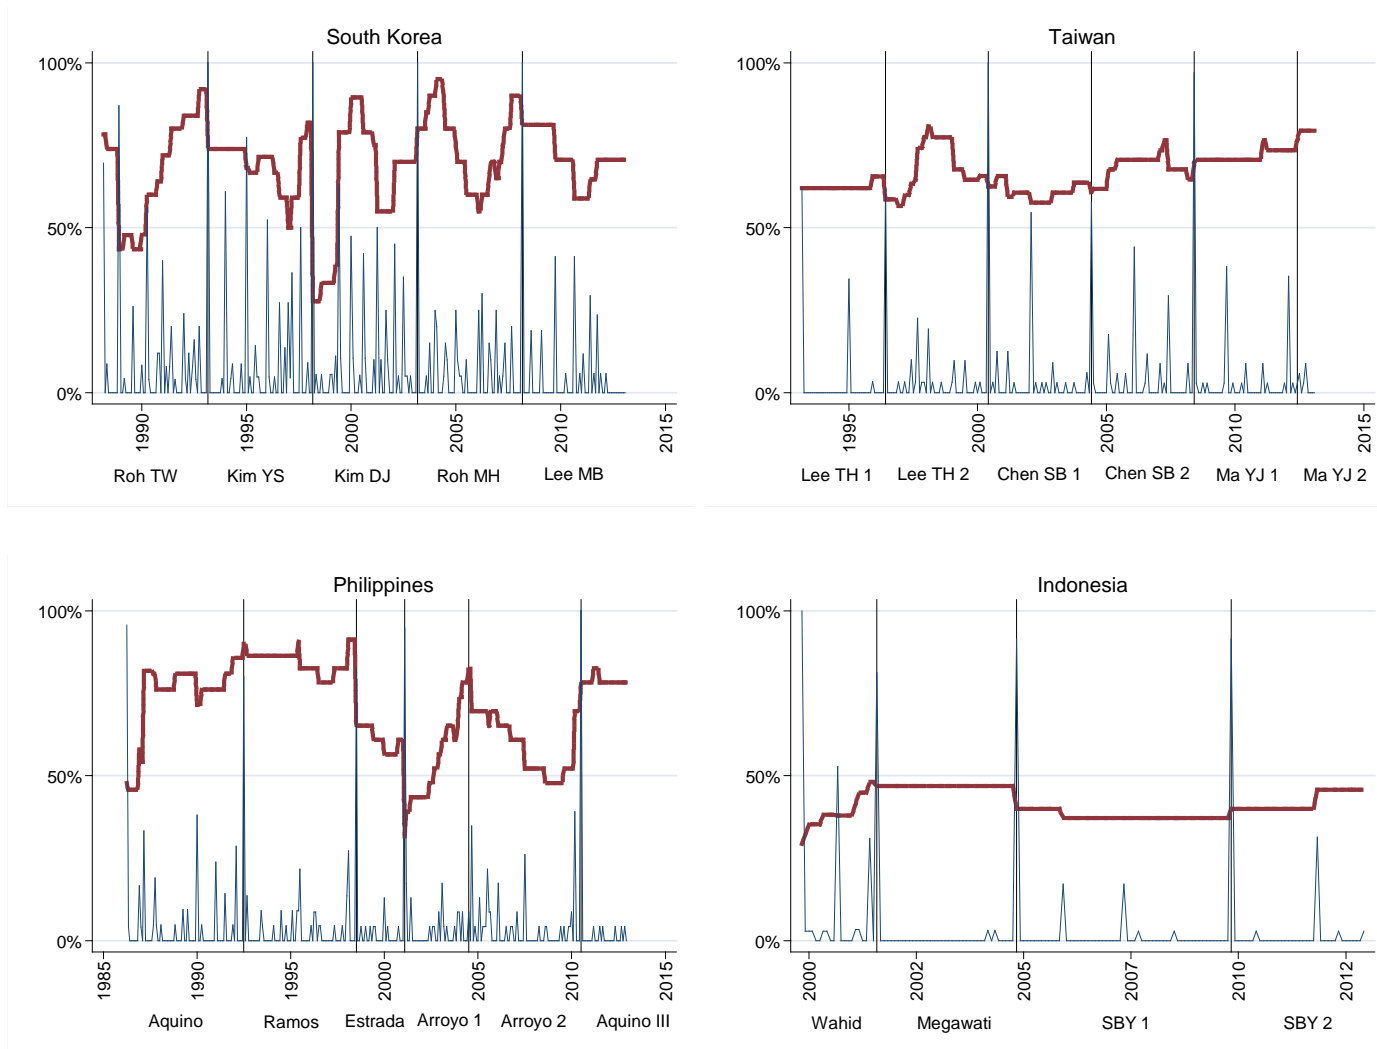 South Korea
100%
50%
0%
1990
1995
2000
2005
2010
2015
Roh TW
Kim YS
Kim DJ
Roh MH
Lee MB
Taiwan
100%
50%
0%
1995
2000
2005
2010
2015
Lee TH 1
Lee TH 2
Chen SB 1
Chen SB 2
Ma YJ 1
Ma YJ 2
Philippines
100%
50%
0%
1985
1990
1995
2000
2005
2010
2015
Aquino
Ramos
Estrada
Arroyo 1
Arroyo 2
Aquino III
Indonesia
100%
50%
0%
2000
2002
2005
2007
2010
2012
Wahid
Megawati
SBY 1
SBY 2